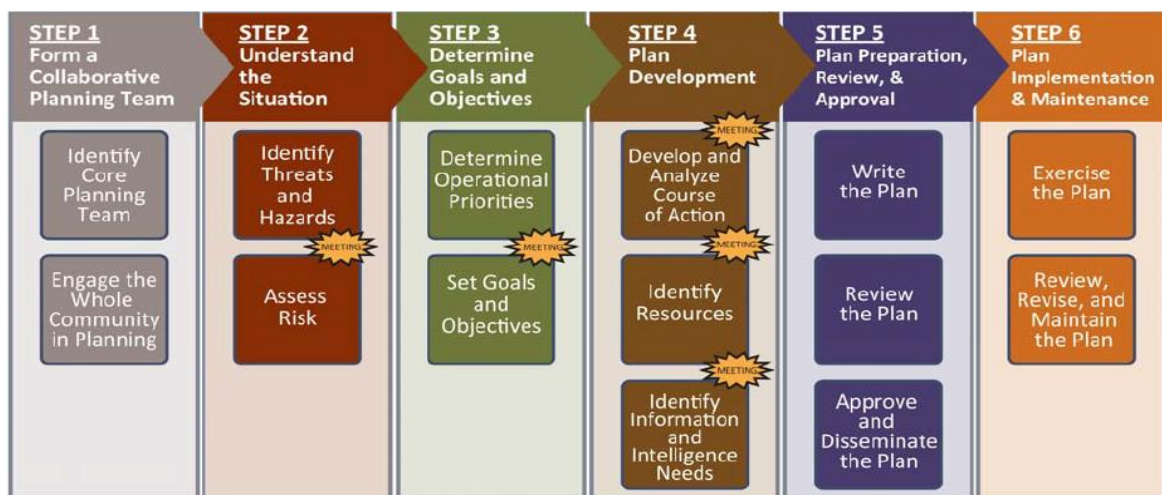 STEP 1
Form a
Collaborative
Planning Team
Identify
Core
Planning
Team
Engage the
Whole
Community
in Planning
STEP 2
Understand
the
Situation
Identify
Threats
and
Hazards
MEETING
Assess
Risk
STEP 3
Determine
Goals and
Objectives
Determine
Operational
Priorities
MEETING
Set Goals
and
Objectives
STEP 4
Plan
Development
MEETING
Develop and
Analyze
Course
of Action
MEETING
Identify
Resources
MEETING
Identify
Information
and
Intelligence
Needs
STEP 5
Plan Preparation,
Review, &
Approval
Write
the Plan
Review
the Plan
Approve
and
Disseminate
the Plan
STEP 6
Plan
Implementation
& Maintenance
Exercise
the Plan
Review,
Revise, and
Maintain
the Plan